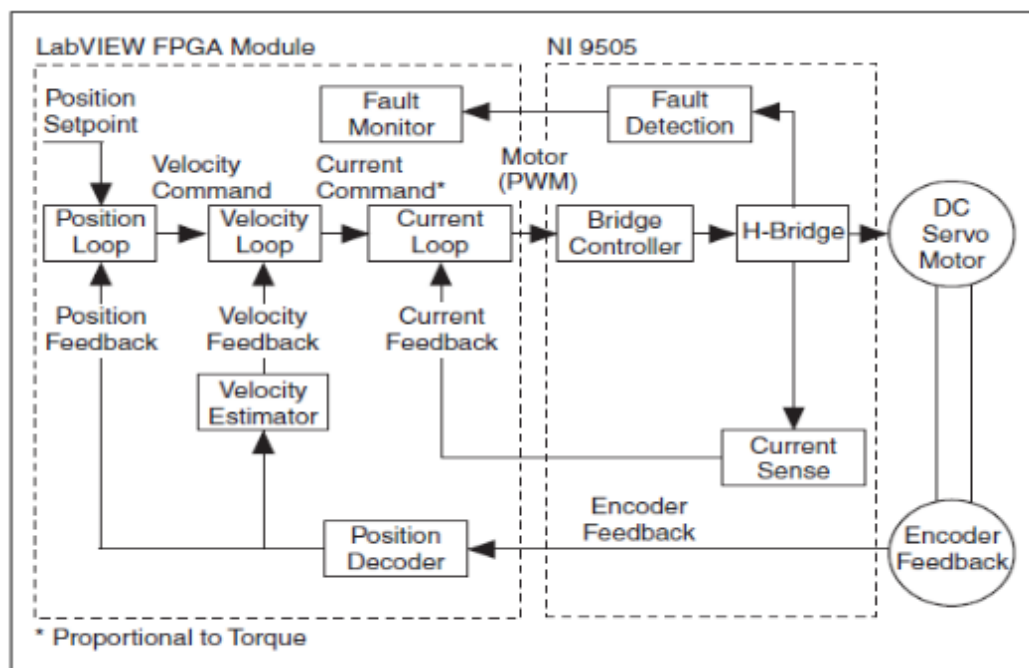 LabVIEW FPGA Module
NI 9505
Position
Setpoint
Fault
Monitor
Fault
Detection
Velocity
Command
Current
Command*
Motor
(PWM)
Position
Loop
Velocity
Loop
Current
Loop
Bridge
Controller
H-Bridge
DC
Servo
Motor
Position
Feedback
Velocity
Feedback
Current
Feedback
Velocity
Estimator
Current
Sense
Encoder
Feedback
Position
Decoder
Encoder
Feedback
* Proportional to Torque